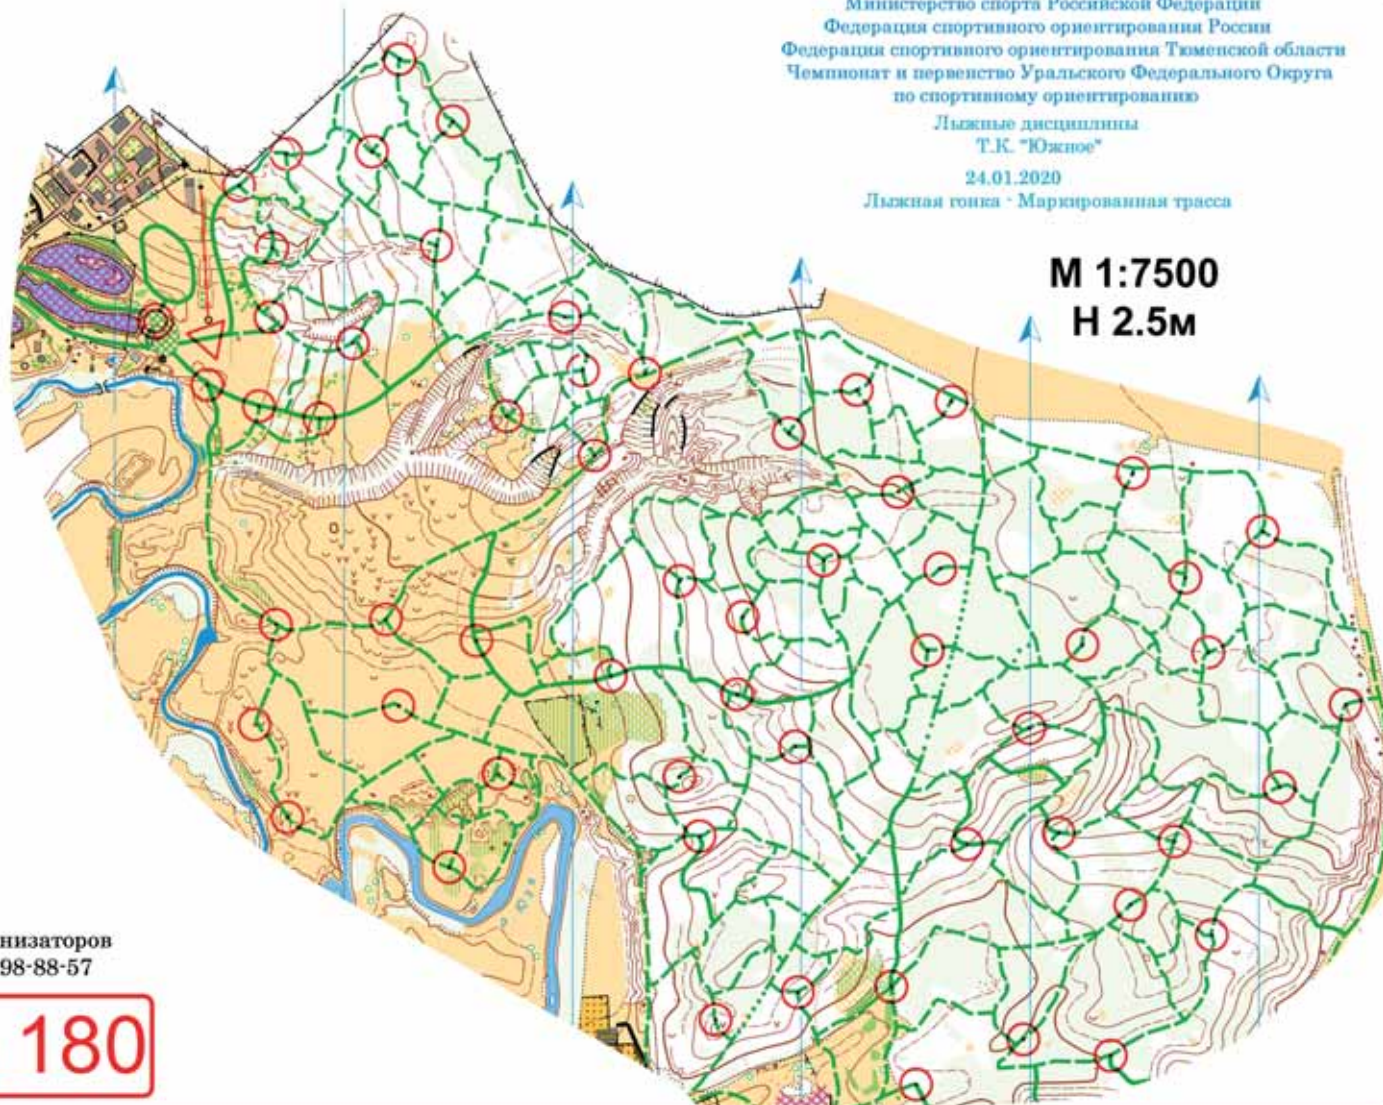 Министерство спорта Российской Федерации
Федерация спортивного ориентирования России
Федерация спортивного ориентирования Тюменской области
Чемпионат и первенство Уральского Федерального Округа
по спортивному ориентированию
Лыжные дисциплины
Т.К. "Южное"
24.01.2020
Лыжная гонка - Маркированная трасса
М 1:7500
Н 2.5м
низаторов
98-88-57
180